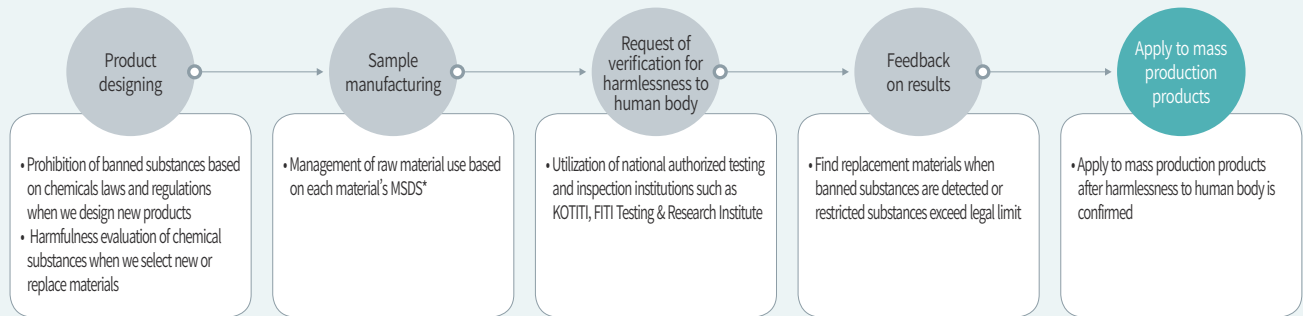 Product
designing
Sample
manufacturing
Request of
verification for
harmlessness to
human body
Feedback
on results
Apply to mass
production
products
• Prohibition of banned substances based
on chemicals laws and regulations
when we design new products
• Harmfulness evaluation of chemical
substances when we select new or
replace materials
• Management of raw material use based
on each material's MSDS*
• Utilization of national authorized testing
and inspection institutions such as
KOTITI, FITI Testing & Research Institute
• Find replacement materials when
banned substances are detected or
restricted substances exceed legal limit
• Apply to mass production products
after harmlessness to human body is
confirmed